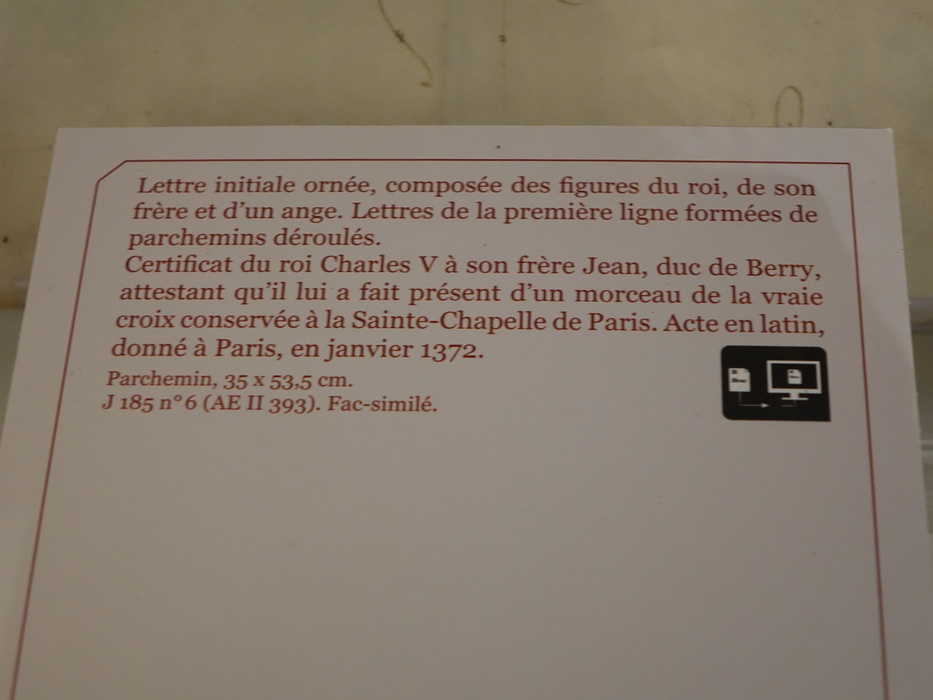 Lettre initiale ornée, composée des figures du roi, de son
frère et d'un ange. Lettres de la première ligne formées de
parchemins déroulés.
Certificat du roi Charles V à son frère Jean, duc de Berry,
attestant qu'il lui a fait présent d'un morceau de la vraie
croix conservée à la Sainte-Chapelle de Paris. Acte en latin,
donné à Paris, en janvier 1372.
Parchemin, 35 x 53,5 cm.
J 185 n°6 (AE II 393). Fac-similé.